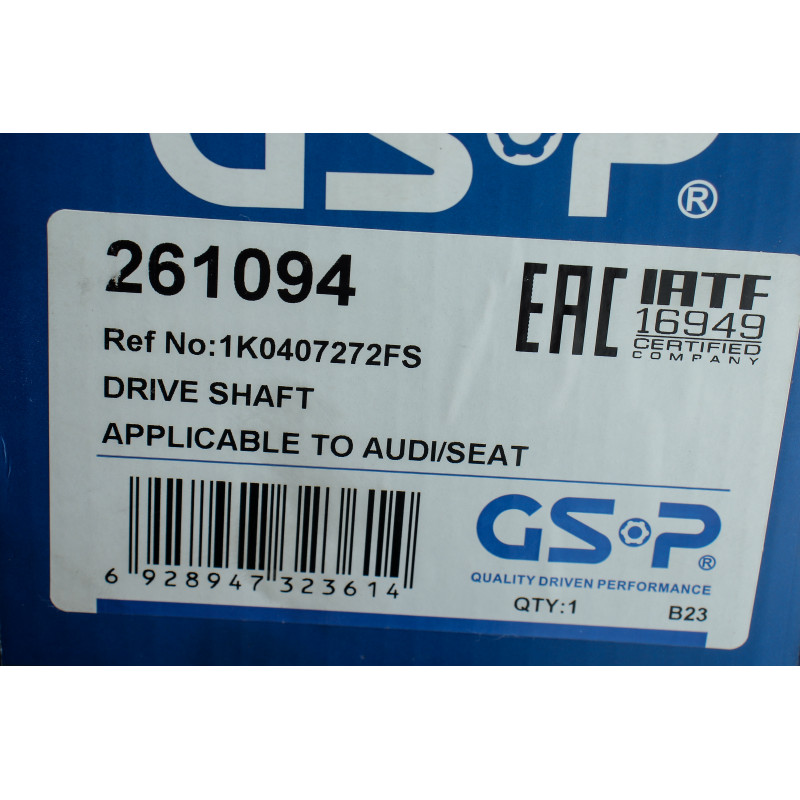 GSP®
261094
EAC
IATF
16949
CERTIFIED
COMPANY
Ref No:1K0407272FS
DRIVE SHAFT
APPLICABLE TO AUDI/SEAT
6 928947 323614
GSP®
QUALITY DRIVEN PERFORMANCE
QTY:1 B23